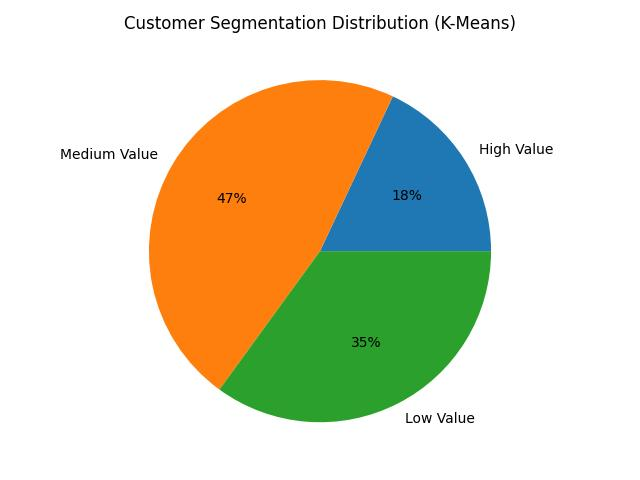 Customer Segmentation Distribution (K-Means)
High Value
Medium Value
18%
47%
35%
Low Value